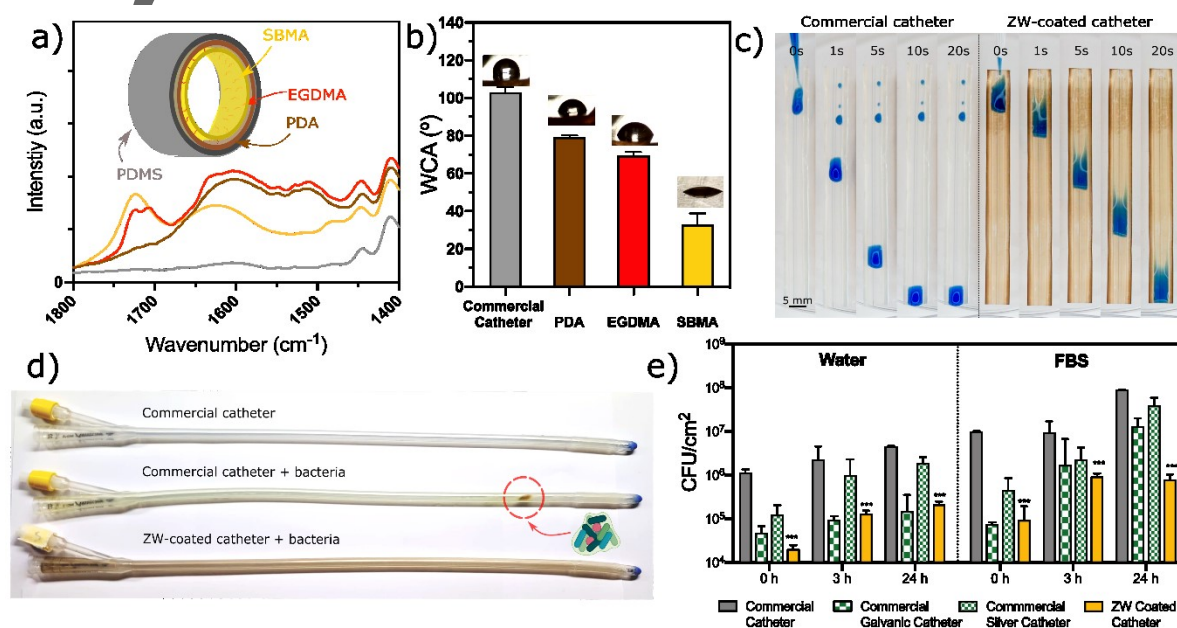 a)
SBMA
EGDMA
PDA
PDMS
Intenstiy (a.u.)
0
1800 1700 1600 1500 1400
Wavenumber (cm-1)
b)
WCA (º)
140
120
100
80
60
40
20
0
Commercial
Catheter PDA EGDMA SBMA
c)
Commercial catheter ZW-coated catheter
0s 1s 5s 10s 20s 0s 1s 5s 10s 20s
5 mm
d)
Commercial catheter
Commercial catheter + bacteria
ZW-coated catheter + bacteria
e)
Water FBS
CFU/cm2
109
108
107
106
105
104
*** *** *** *** *** ***
0 h 3 h 24 h 0 h 3 h 24 h
Commercial
Catheter
Commercial
Galvanic Catheter
Commmercial
Silver Catheter
ZW Coated
Catheter